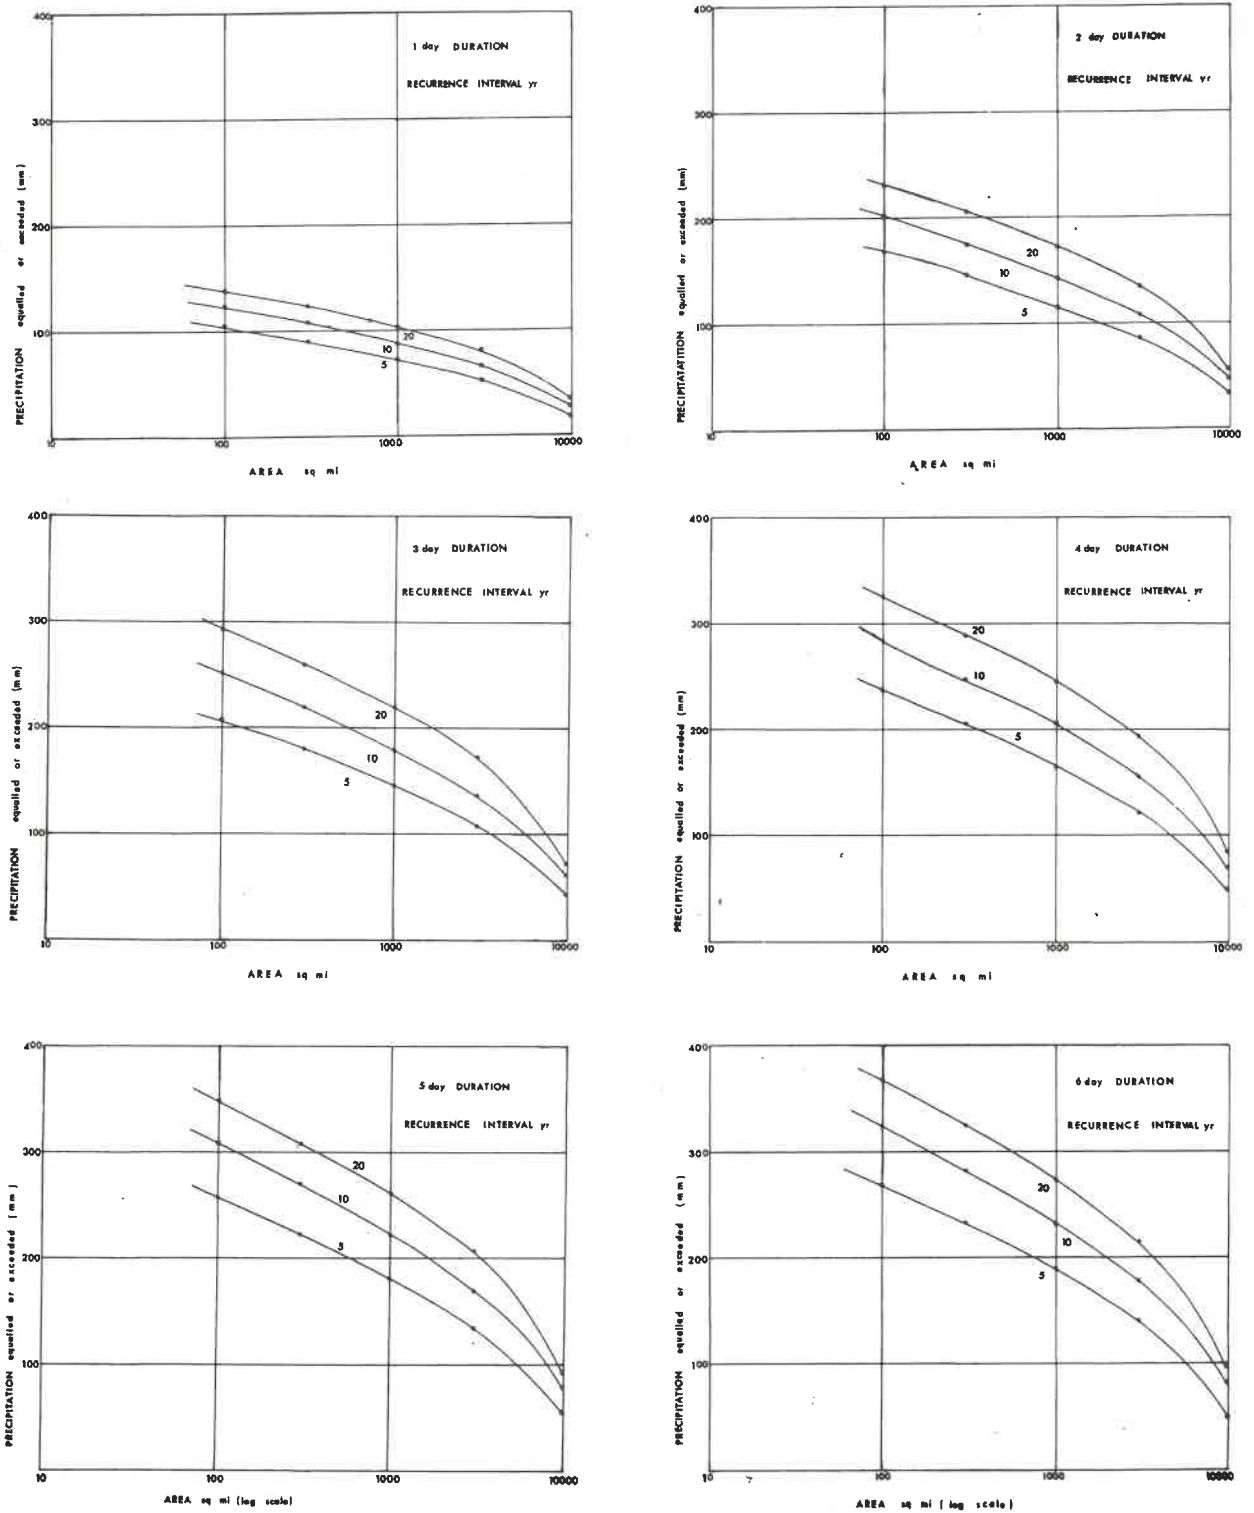 400
1 day DURATION
RECURRENCE INTERVAL yr
300
200
100
20
10
5
PRECIPITATION equalled or exceeded (mm)
10 100 1000 10000
AREA sq mi
400
2 day DURATION
RECURRENCE INTERVAL yr
300
200
100
20
10
5
PRECIPITATATITION equalled or exceeded (mm)
10 100 1000 10000
AREA sq mi
400
3 day DURATION
RECURRENCE INTERVAL yr
300
200
100
20
10
5
PRECIPITATION equalled or exceeded (mm)
10 100 1000 10000
AREA sq mi
400
4 day DURATION
RECURRENCE INTERVAL yr
300
200
100
20
10
5
PRECIPITATION equalled or exceeded (mm)
10 100 1000 10000
AREA sq mi
400
5 day DURATION
RECURRENCE INTERVAL yr
300
200
100
20
10
5
PRECIPITATION equalled or exceeded (mm)
10 100 1000 10000
AREA sq mi (log scale)
400
6 day DURATION
RECURRENCE INTERVAL yr
300
200
100
20
10
5
PRECIPITATION equalled or exceeded (mm)
10 100 1000 10000
AREA sq mi (log scale)